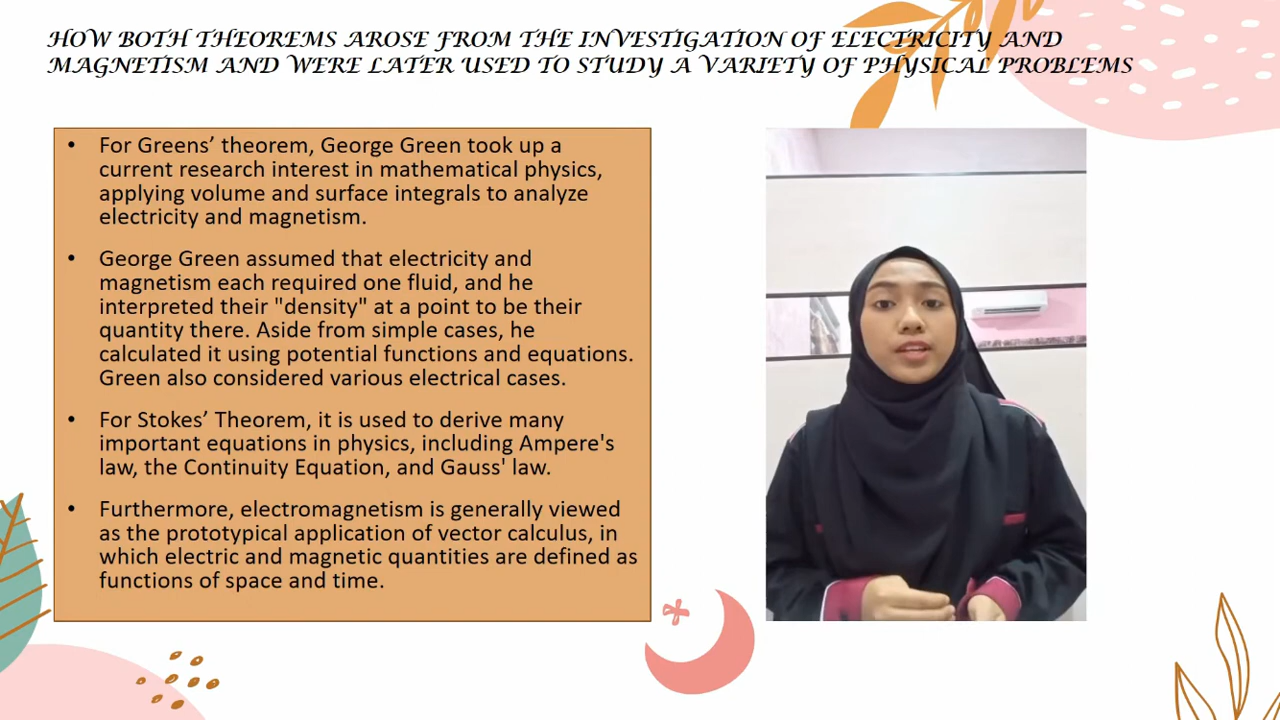 HOW BOTH THEOREMS AROSE FROM THE INVESTIGATION OF ELECTRICITY AND
MAGNETISM AND WERE LATER USED TO STUDY A VARIETY OF PHYSICAL PROBLEMS
• For Greens’ theorem, George Green took up a
current research interest in mathematical physics,
applying volume and surface integrals to analyze
electricity and magnetism.
• George Green assumed that electricity and
magnetism each required one fluid, and he
interpreted their "density" at a point to be their
quantity there. Aside from simple cases, he
calculated it using potential functions and equations.
Green also considered various electrical cases.
• For Stokes’ Theorem, it is used to derive many
important equations in physics, including Ampere's
law, the Continuity Equation, and Gauss' law.
• Furthermore, electromagnetism is generally viewed
as the prototypical application of vector calculus, in
which electric and magnetic quantities are defined as
functions of space and time.